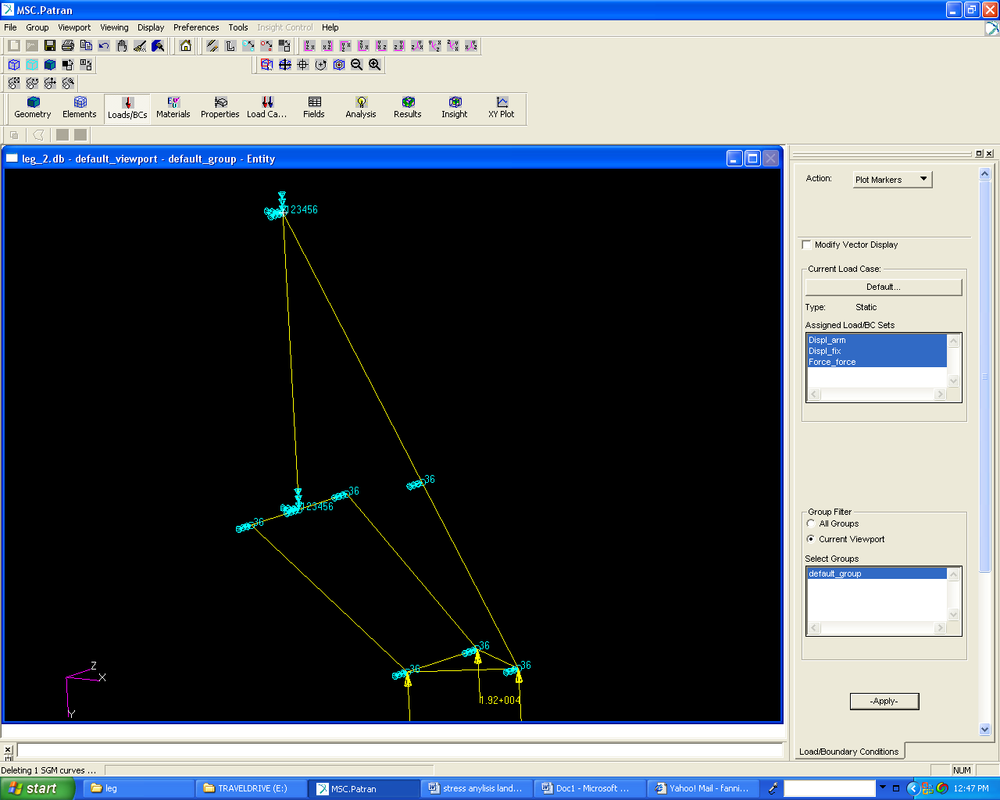 MSC.Patran
File Group Viewport Viewing Display Preferences Tools Insight Control Help
Geometry Elements Loads/BCs Materials Properties Load Ca... Fields Analysis Results Insight XY Plot
leg_2.db - default_viewport - default_group - Entity
123456
36
36
123456
36
36
36
36
1.92+004
Z
X
Y
Action: Plot Markers
Modify Vector Display
Current Load Case:
Default...
Type: Static
Assigned Load/BC Sets
Displ_arm
Displ_fix
Force_force
Group Filter
All Groups
Current Viewport
Select Groups
default_group
-Apply-
Load/Boundary Conditions
Deleting 1 SGM curves ...
NUM
start leg TRAVELDRIVE (E:) MSC.Patran stress anylisis land... Doc1 - Microsoft ... Yahoo! Mail - fanni... 12:47 PM